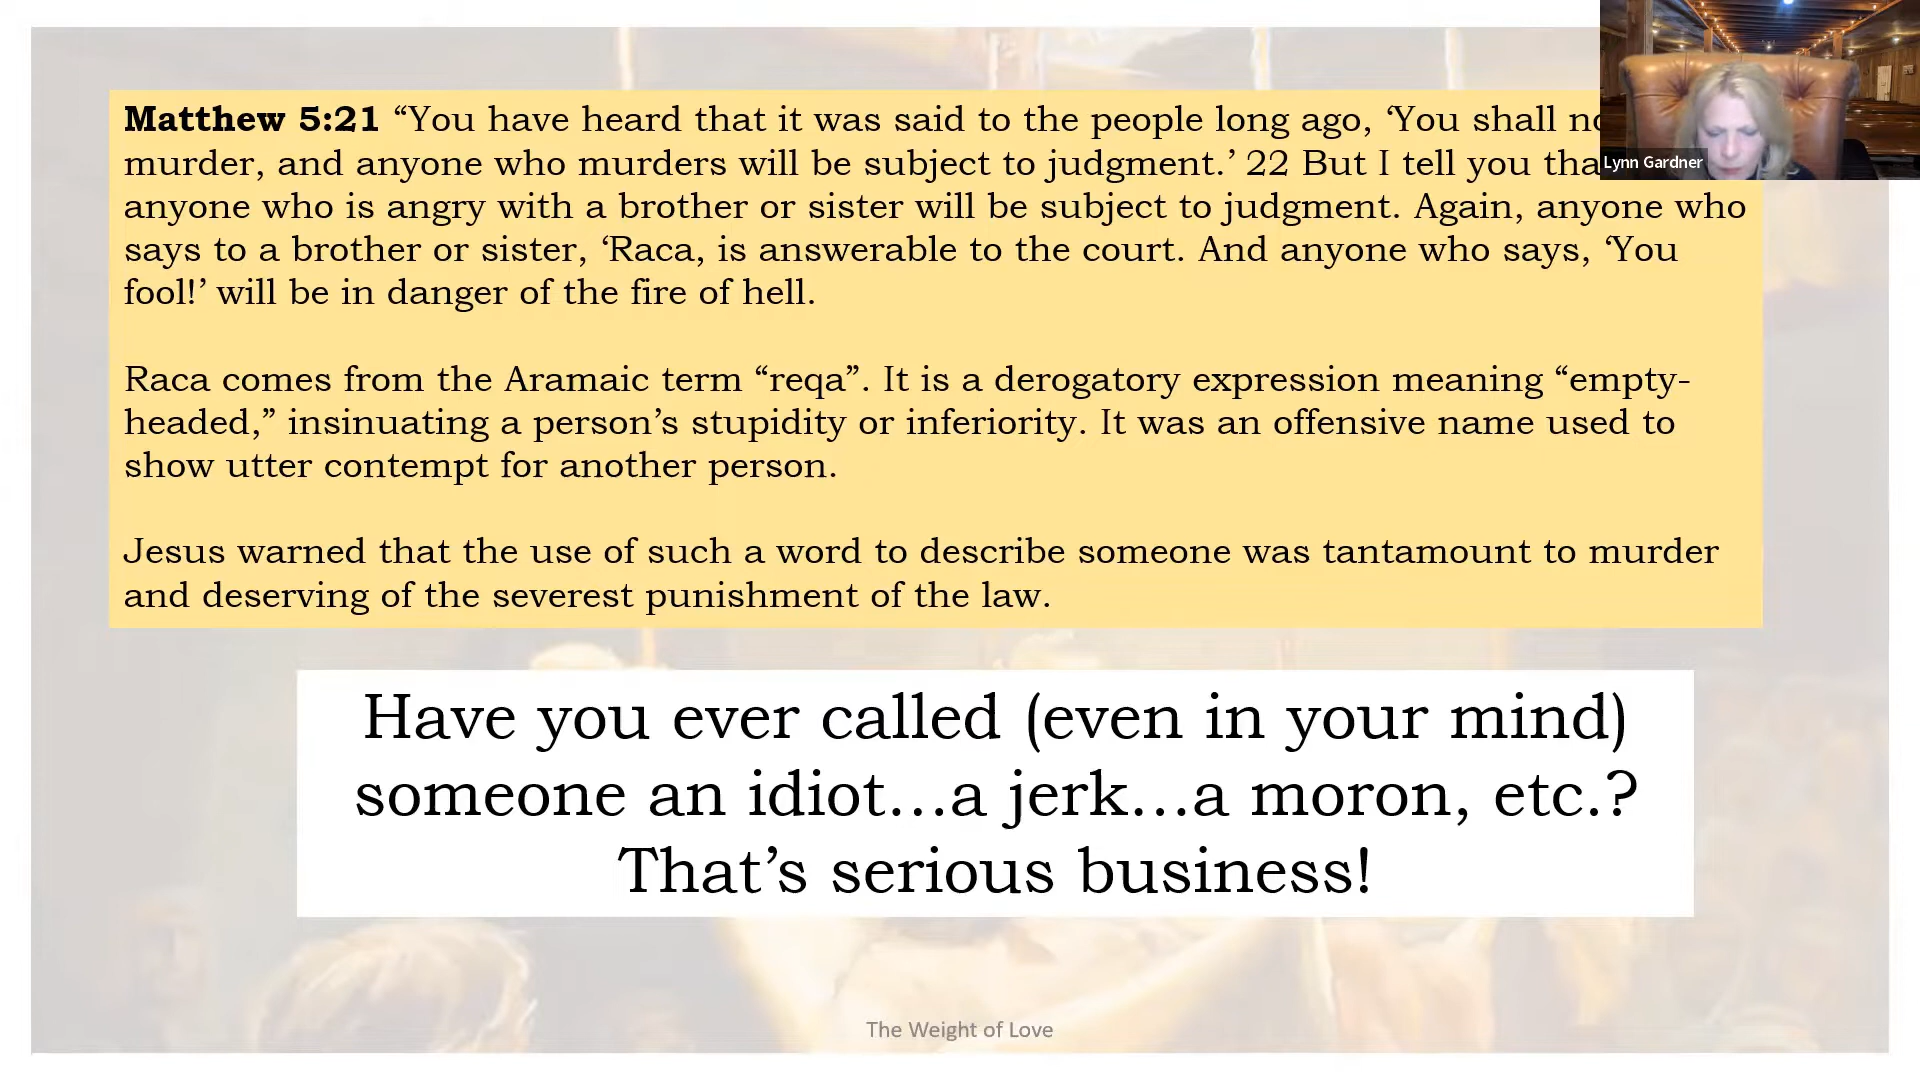 Matthew 5:21 “You have heard that it was said to the people long ago, ‘You shall
murder, and anyone who murders will be subject to judgment.’ 22 But I tell you
anyone who is angry with a brother or sister will be subject to judgment. Again, anyone who
says to a brother or sister, ‘Raca, is answerable to the court. And anyone who says, ‘You
fool!’ will be in danger of the fire of hell.
Raca comes from the Aramaic term “reqa”. It is a derogatory expression meaning “empty-
headed,” insinuating a person’s stupidity or inferiority. It was an offensive name used to
show utter contempt for another person.
Jesus warned that the use of such a word to describe someone was tantamount to murder
and deserving of the severest punishment of the law.
Have you ever called (even in your mind)
someone an idiot...a jerk...a moron, etc.?
That’s serious business!
The Weight of Love
Lynn Gardner